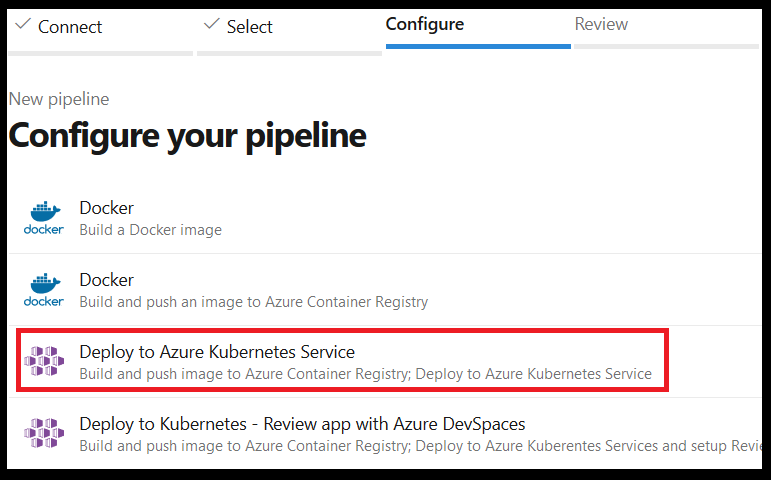 Connect
Select
Configure
Review
New pipeline
Configure your pipeline
docker
Docker
Build a Docker image
docker
Docker
Build and push an image to Azure Container Registry
Deploy to Azure Kubernetes Service
Build and push image to Azure Container Registry; Deploy to Azure Kubernetes Service
Deploy to Kubernetes - Review app with Azure DevSpaces
Build and push image to Azure Container Registry; Deploy to Azure Kuberentes Services and setup Revie